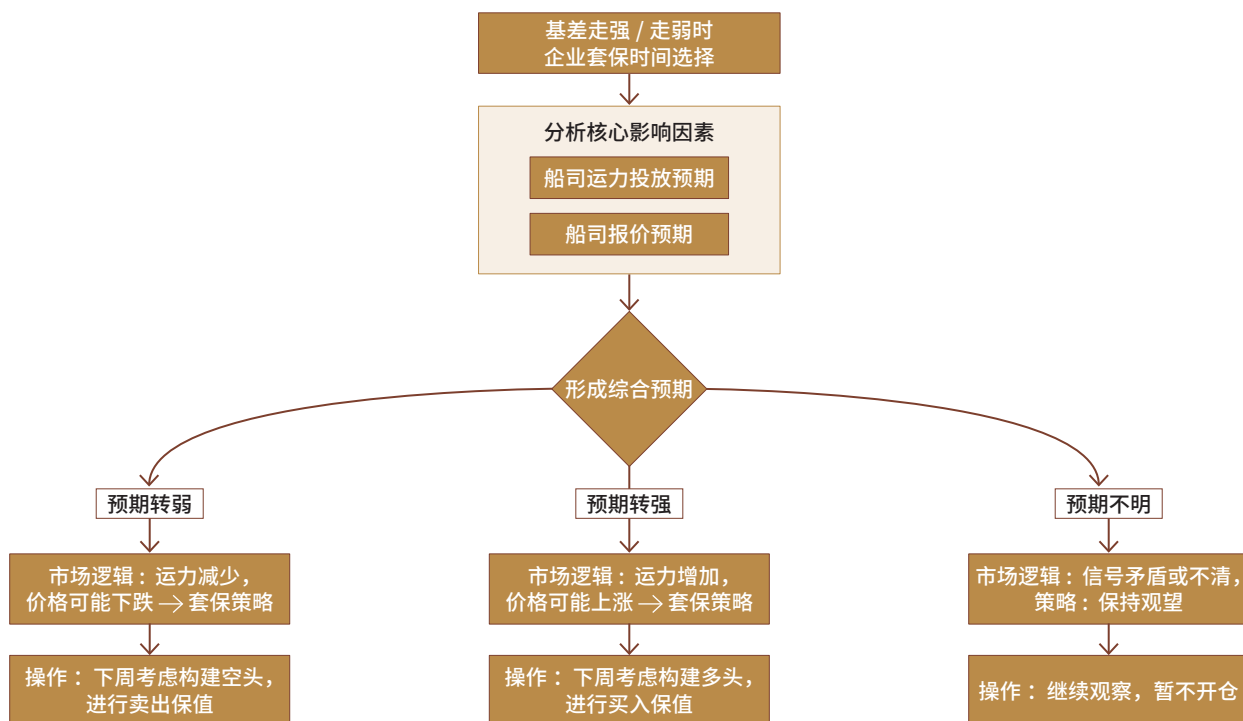 基差走强 / 走弱时
企业套保时间选择
分析核心影响因素
船司运力投放预期
船司报价预期
形成综合预期
预期转弱
预期转强
预期不明
市场逻辑：运力减少，
价格可能下跌 → 套保策略
市场逻辑：运力增加，
价格可能上涨 → 套保策略
市场逻辑：信号矛盾或不清，
策略：保持观望
操作：下周考虑构建空头，
进行卖出保值
操作：下周考虑构建多头，
进行买入保值
操作：继续观察，暂不开仓